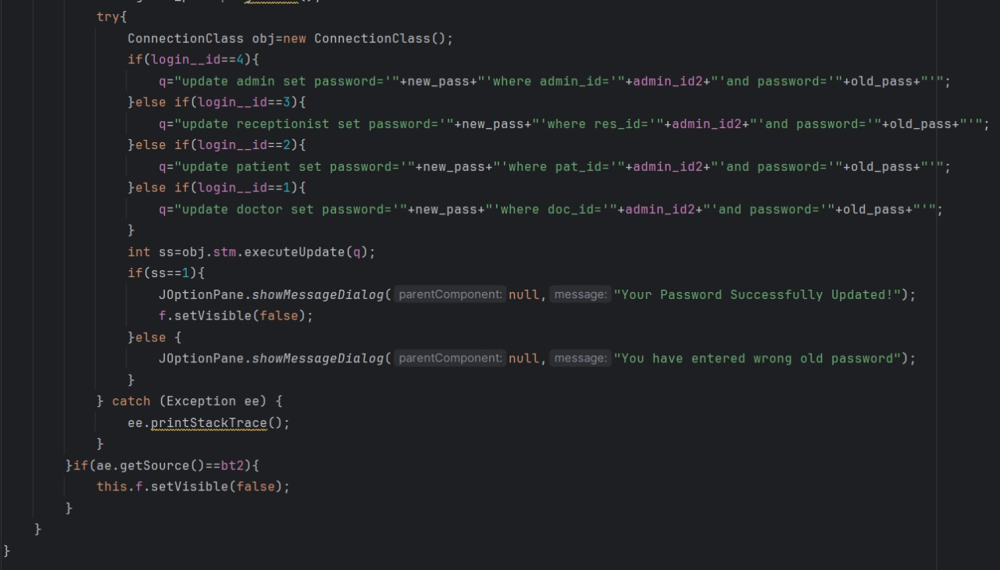 try{
ConnectionClass obj=new ConnectionClass();
if(login__id==4){
q="update admin set password='"+new_pass+"'where admin_id='"+admin_id2+"'and password='"+old_pass+"'";
}else if(login__id==3){
q="update receptionist set password='"+new_pass+"'where res_id='"+admin_id2+"'and password='"+old_pass+"'";
}else if(login__id==2){
q="update patient set password='"+new_pass+"'where pat_id='"+admin_id2+"'and password='"+old_pass+"'";
}else if(login__id==1){
q="update doctor set password='"+new_pass+"'where doc_id='"+admin_id2+"'and password='"+old_pass+"'";
}
int ss=obj.stm.executeUpdate(q);
if(ss==1){
JOptionPane.showMessageDialog( parentComponent: null, message: "Your Password Successfully Updated!");
f.setVisible(false);
}else {
JOptionPane.showMessageDialog( parentComponent: null, message: "You have entered wrong old password");
}
} catch (Exception ee) {
ee.printStackTrace();
}
}if(ae.getSource()==bt2){
this.f.setVisible(false);
}
}
}